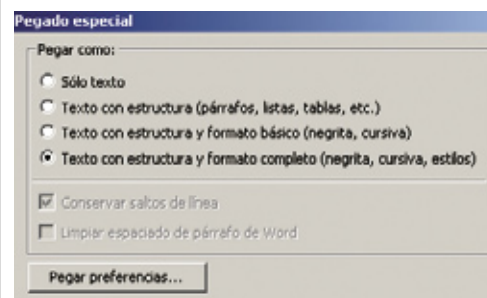 Pegado especial
Pegar como:
Sólo texto
Texto con estructura (párrafos, listas, tablas, etc.)
Texto con estructura y formato básico (negrita, cursiva)
Texto con estructura y formato completo (negrita, cursiva, estilos)
Conservar saltos de línea
Limpiar espaciado de párrafo de Word
Pegar preferencias...